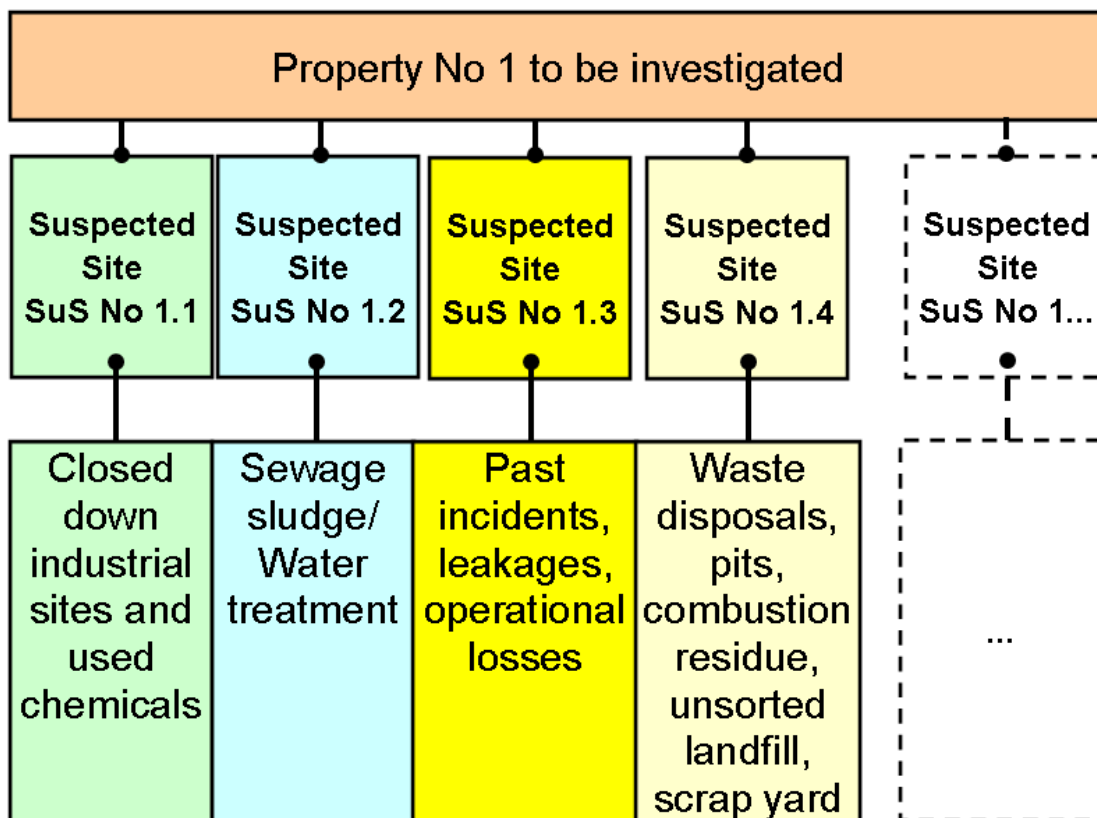 Property No 1 to be investigated
Suspected
Site
SuS No 1.1
Suspected
Site
SuS No 1.2
Suspected
Site
SuS No 1.3
Suspected
Site
SuS No 1.4
Suspected
Site
SuS No 1...
Closed
down
industrial
sites and
used
chemicals
Sewage
sludge/
Water
treatment
Past
incidents,
leakages,
operational
losses
Waste
disposals,
pits,
combustion
residue,
unsorted
landfill,
scrap yard
...